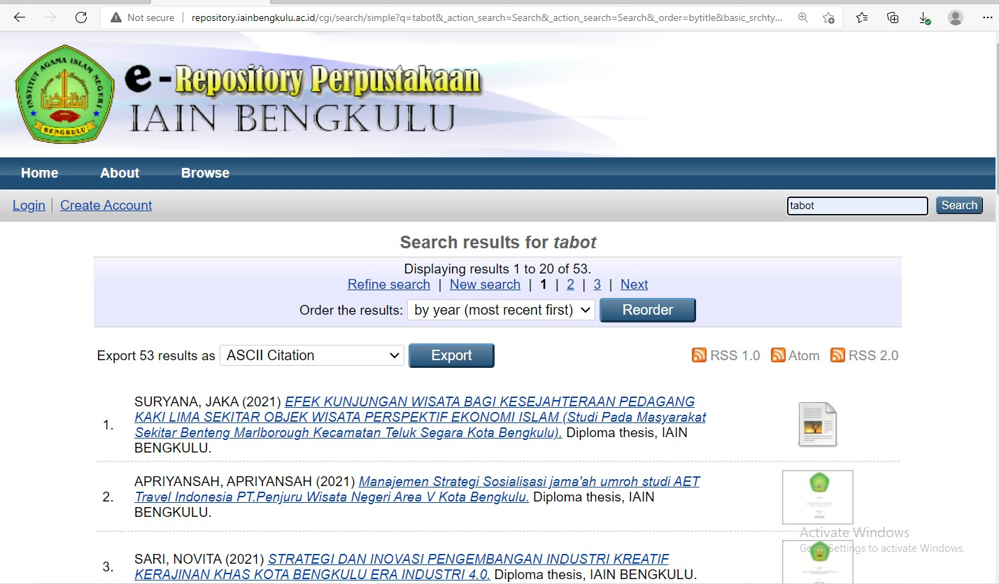 Not secure
repository.iainbengkulu.ac.id/cgi/search/simple?q=tabot&_action_search=Search&_action_search=Search&_order=bytitle&basic_srchty...
INSTITUT AGAMA ISLAM NEGERI
BENGKULU
e - Repository Perpustakaan
IAIN BENGKULU
Home About Browse
Login | Create Account
tabot Search
Search results for tabot
Displaying results 1 to 20 of 53.
Refine search | New search | 1 | 2 | 3 | Next
Order the results: by year (most recent first) Reorder
Export 53 results as ASCII Citation Export RSS 1.0 Atom RSS 2.0
SURYANA, JAKA (2021) EFEK KUNJUNGAN WISATA BAGI KESEJAHTERAAN PEDAGANG
1. KAKI LIMA SEKITAR OBJEK WISATA PERSPEKTIF EKONOMI ISLAM (Studi Pada Masyarakat
Sekitar Benteng Marlborough Kecamatan Teluk Segara Kota Bengkulu). Diploma thesis, IAIN
BENGKULU.
APRIYANSAH, APRIYANSAH (2021) Manajemen Strategi Sosialisasi jama'ah umroh studi AET
2. Travel Indonesia PT.Penjuru Wisata Negeri Area V Kota Bengkulu. Diploma thesis, IAIN
BENGKULU.
3. SARI, NOVITA (2021) STRATEGI DAN INOVASI PENGEMBANGAN INDUSTRI KREATIF
KERAJINAN KHAS KOTA BENGKULU ERA INDUSTRI 4.0. Diploma thesis, IAIN BENGKULU.
Activate Windows
Go to Settings to activate Windows.